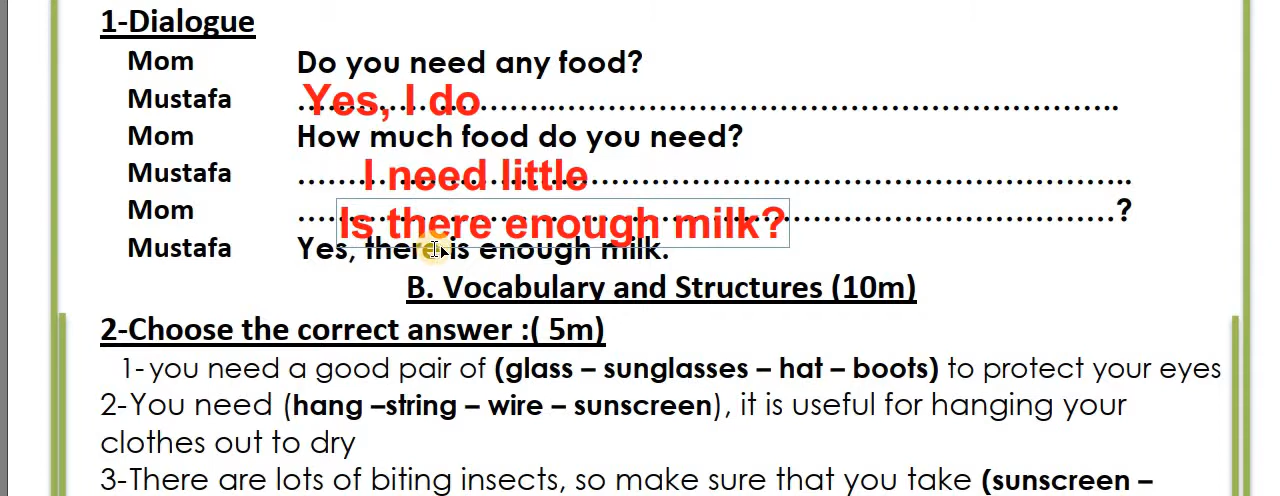 1-Dialogue
Mom Do you need any food?
Mustafa Yes, I do
Mom How much food do you need?
Mustafa I need little
Mom Is there enough milk? ?
Mustafa Yes, there is enough milk.
B. Vocabulary and Structures (10m)
2-Choose the correct answer :( 5m)
1- you need a good pair of (glass – sunglasses – hat – boots) to protect your eyes
2-You need (hang –string – wire – sunscreen), it is useful for hanging your
clothes out to dry
3-There are lots of biting insects, so make sure that you take (sunscreen –